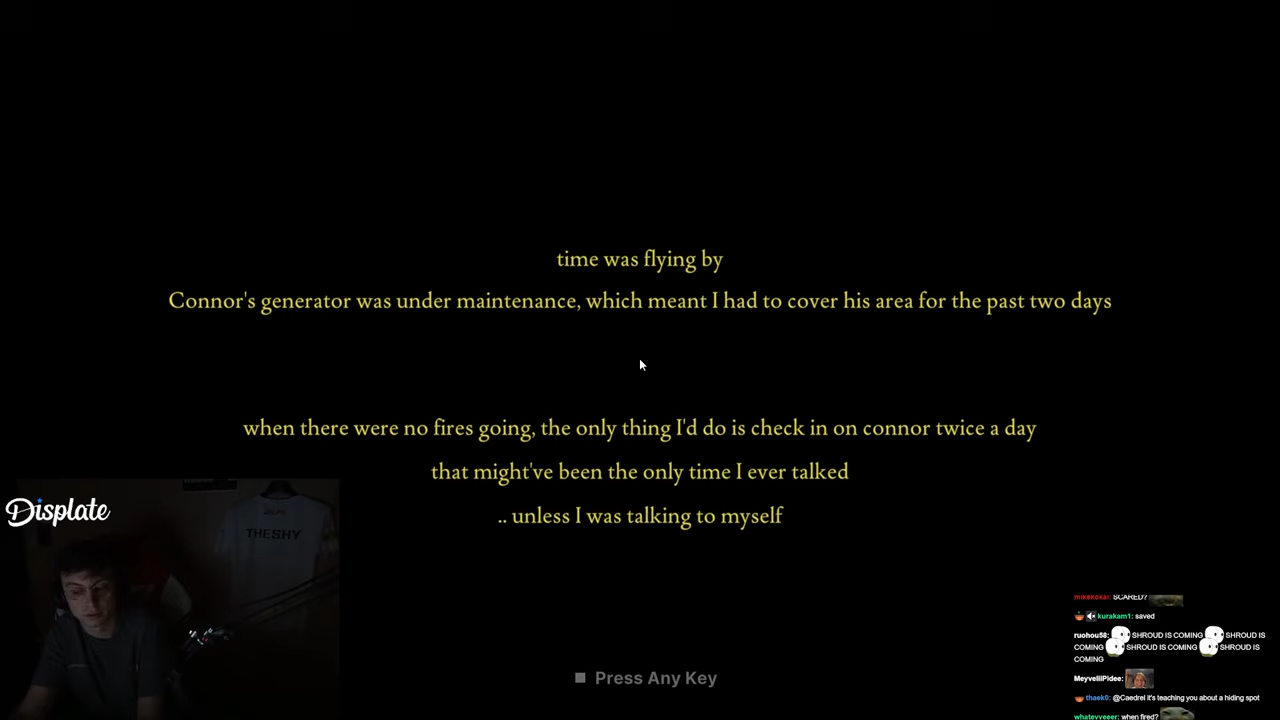 time was flying by
Connor's generator was under maintenance, which meant I had to cover his area for the past two days
when there were no fires going, the only thing I'd do is check in on connor twice a day
that might've been the only time I ever talked
.. unless I was talking to myself
Displate
THESHY
Press Any Key
mikekokai: SCARED?
kurakam1: saved
ruohou58: SHROUD IS COMING SHROUD IS
COMING SHROUD IS COMING SHROUD IS
COMING
MeyvelliPidee:
thaek0: @Caedrel it's teaching you about a hiding spot
whatevveeer: when fired?